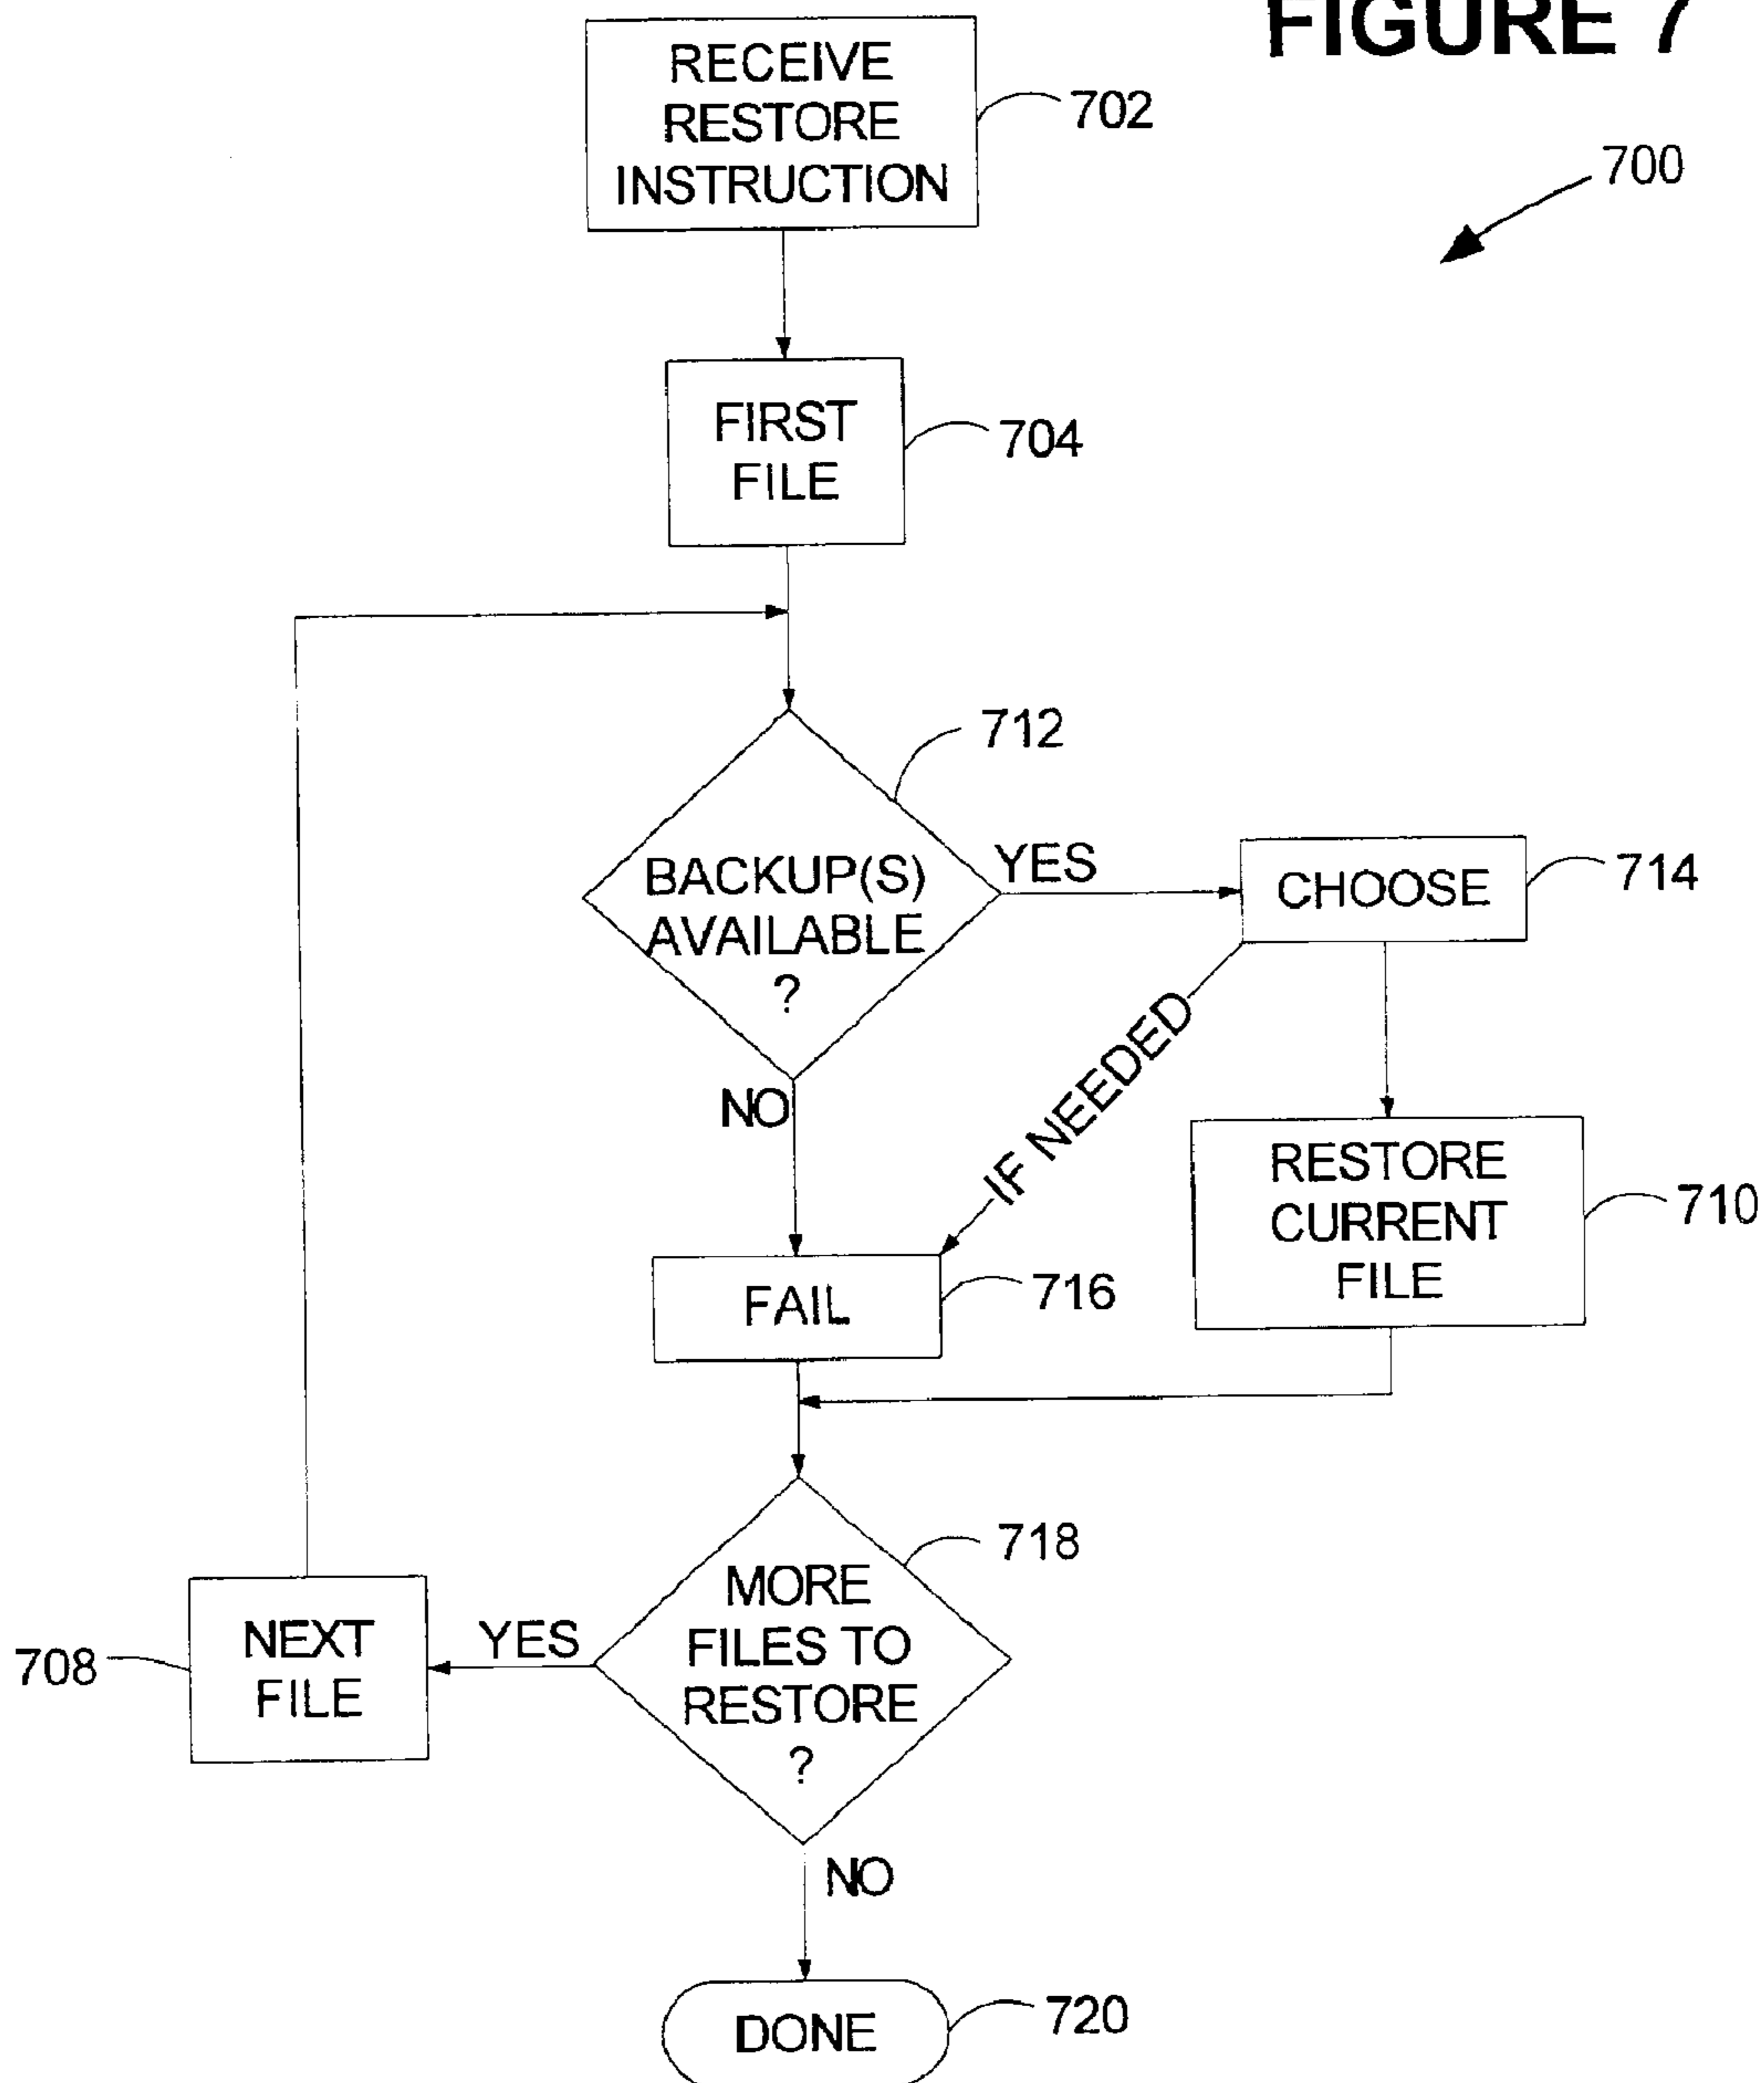 FIGURE 7
RECEIVE
RESTORE
INSTRUCTION
702
700
FIRST
FILE
704
712
BACKUP(S)
AVAILABLE
?
YES
CHOOSE
714
IF NEEDED
NO
RESTORE
CURRENT
FILE
710
FAIL
716
718
MORE
FILES TO
RESTORE
?
YES
NEXT
FILE
708
NO
DONE
720